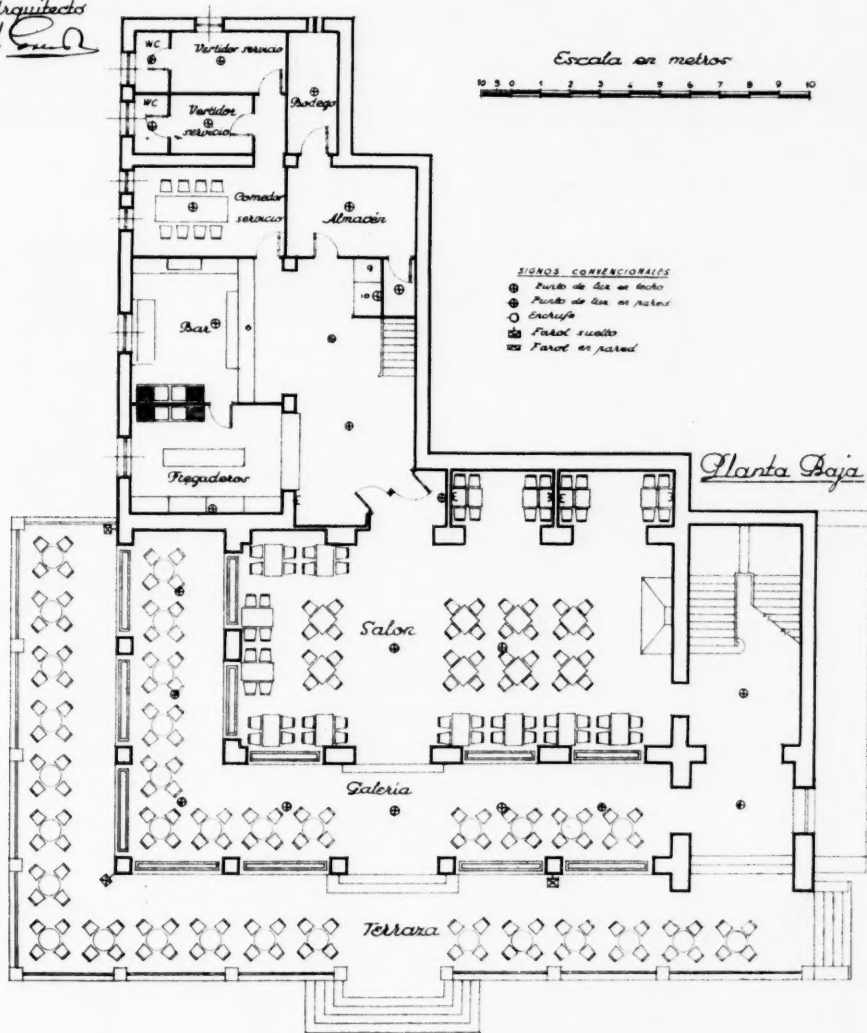 Arquitecto
Escala en metros
10 5 0 1 2 3 4 5 6 7 8 9 10
WC
Vertidor servicio
WC
Vertidor
servicio
Bodega
Comedor
servicio
Almacén
SIGNOS CONVENCIONALES
Punto de luz en techo
Punto de luz en pared
Enchufe
Farol suelto
Farol en pared
Bar
Fregaderos
Planta Baja
Salon
Galeria
Terraza